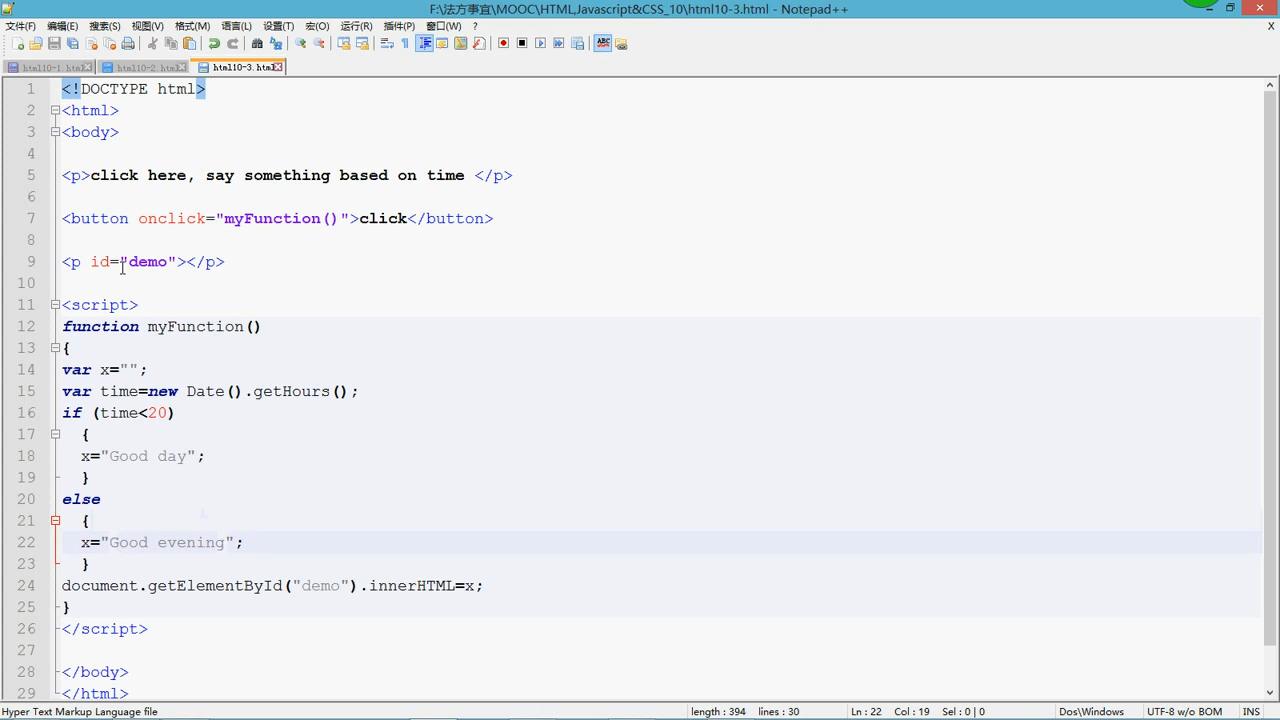 F:\法方事宜\MOOC\HTMLJavascript&CSS_10\html10-3.html - Notepad++
文件(F) 编辑(E) 搜索(S) 视图(V) 格式(M) 语言(L) 设置(T) 宏(O) 运行(R) 插件(P) 窗口(W) ? X
html10-1.html html10-2.html html10-3.html
1 <!DOCTYPE html>
2 <html>
3 <body>
4
5 <p>click here, say something based on time </p>
6
7 <button onclick="myFunction()">click</button>
8
9 <p id="demo"></p>
10
11 <script>
12 function myFunction()
13 {
14 var x="";
15 var time=new Date().getHours();
16 if (time<20)
17 {
18 x="Good day";
19 }
20 else
21 {
22 x="Good evening";
23 }
24 document.getElementById("demo").innerHTML=x;
25 }
26 </script>
27
28 </body>
29 </html>
Hyper Text Markup Language file length : 394 lines : 30 Ln : 22 Col : 19 Sel : 0 | 0 Dos\Windows UTF-8 w/o BOM INS